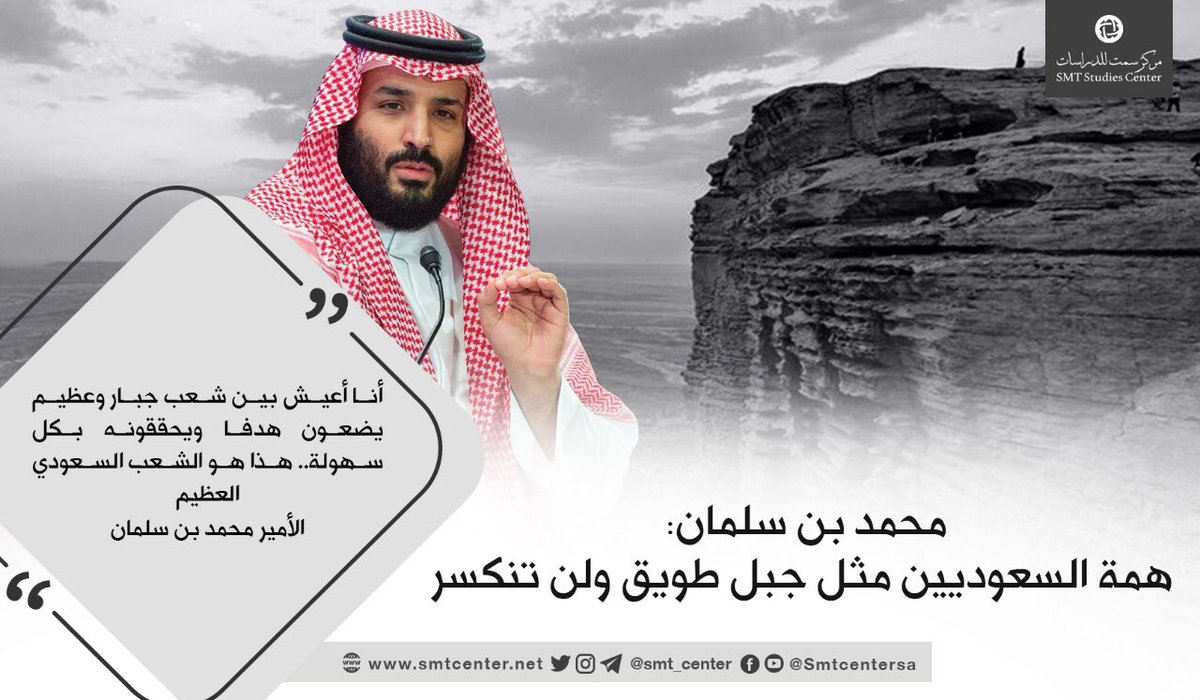 مركز سمت للدراسات
SMT Studies Center
أنا أعيش بين شعب جبار وعظيم
يضعون هدفا ويحققونه بكل
سهولة.. هذا هو الشعب السعودي
العظيم
الأمير محمد بن سلمان
محمد بن سلمان:
همة السعوديين مثل جبل طويق ولن تنكسر
www.smtcenter.net @smt_center @Smtcentersa